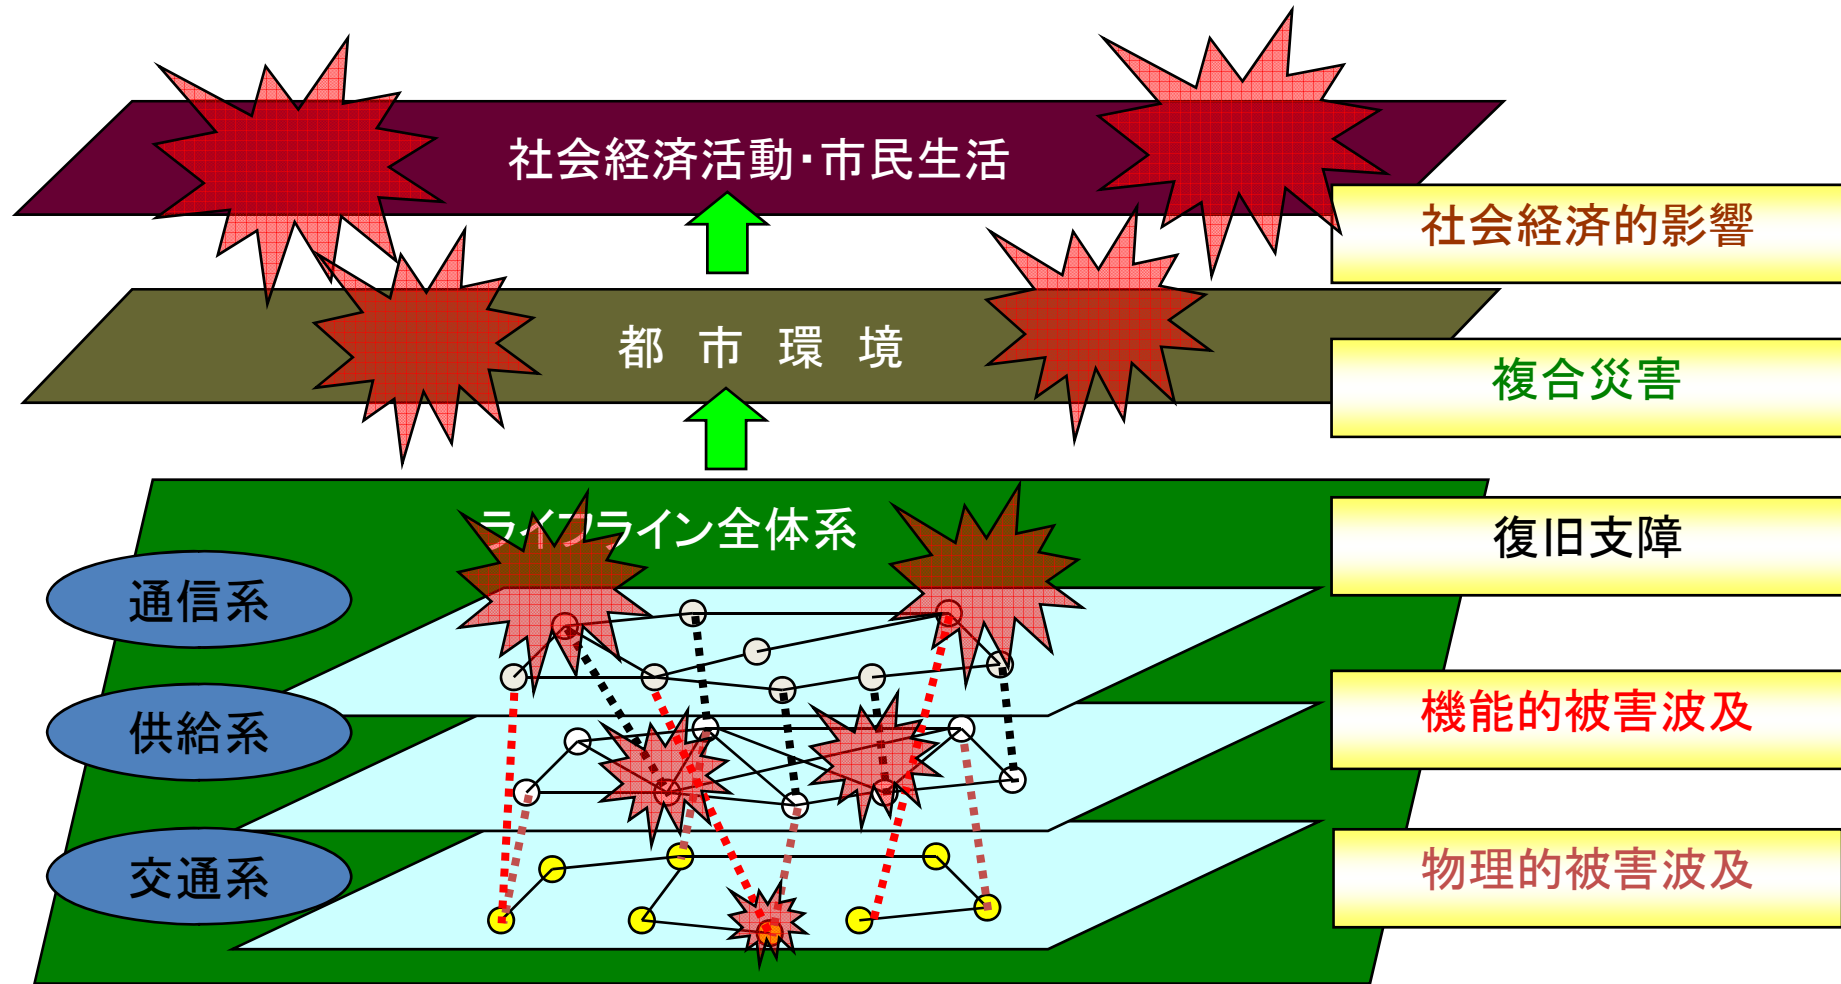 社会経済活動・市民生活
社会経済的影響
都 市 環 境
複合災害
ライフライン全体系
復旧支障
通信系
機能的被害波及
供給系
物理的被害波及
交通系